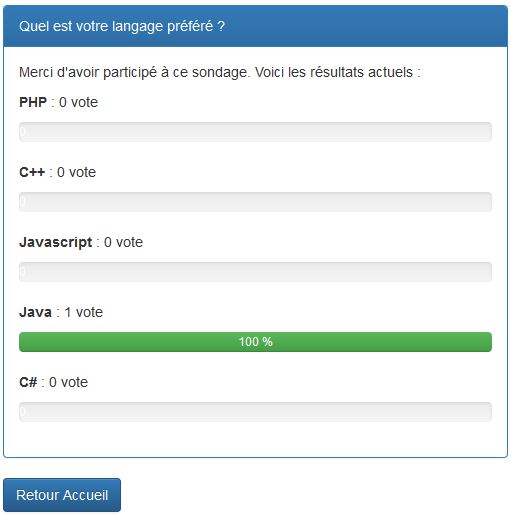 Quel est votre langage préféré ?
Merci d'avoir participé à ce sondage. Voici les résultats actuels :
PHP : 0 vote
0
C++ : 0 vote
0
Javascript : 0 vote
0
Java : 1 vote
100 %
C# : 0 vote
0
Retour Accueil